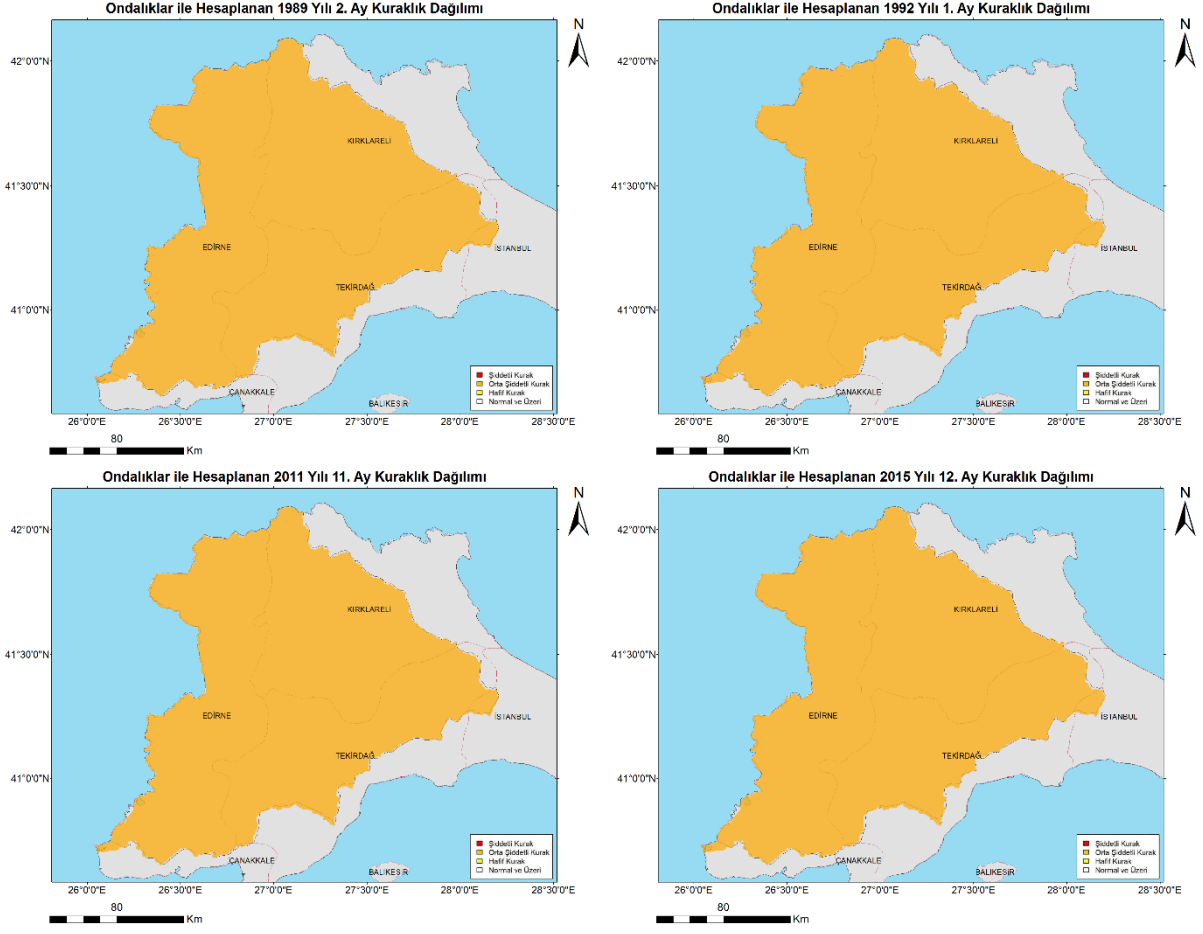 Ondalıklar ile Hesaplanan 1989 Yılı 2. Ay Kuraklık Dağılımı
N
42°0'0"N
41°30'0"N
41°0'0"N
KIRKLARELİ
EDİRNE
İSTANBUL
TEKİRDAĞ
ÇANAKKALE
BALIKESİR
Şiddetli Kurak
Orta Şiddetli Kurak
Hafif Kurak
Normal ve Üzeri
26°0'0"E 26°30'0"E 27°0'0"E 27°30'0"E 28°0'0"E 28°30'0"E
80
Km
Ondalıklar ile Hesaplanan 1992 Yılı 1. Ay Kuraklık Dağılımı
N
42°0'0"N
41°30'0"N
41°0'0"N
KIRKLARELİ
EDİRNE
İSTANBUL
TEKİRDAĞ
ÇANAKKALE
BALIKESİR
Şiddetli Kurak
Orta Şiddetli Kurak
Hafif Kurak
Normal ve Üzeri
26°0'0"E 26°30'0"E 27°0'0"E 27°30'0"E 28°0'0"E 28°30'0"E
80
Km
Ondalıklar ile Hesaplanan 2011 Yılı 11. Ay Kuraklık Dağılımı
N
42°0'0"N
41°30'0"N
41°0'0"N
KIRKLARELİ
EDİRNE
İSTANBUL
TEKİRDAĞ
ÇANAKKALE
BALIKESİR
Şiddetli Kurak
Orta Şiddetli Kurak
Hafif Kurak
Normal ve Üzeri
26°0'0"E 26°30'0"E 27°0'0"E 27°30'0"E 28°0'0"E 28°30'0"E
80
Km
Ondalıklar ile Hesaplanan 2015 Yılı 12. Ay Kuraklık Dağılımı
N
42°0'0"N
41°30'0"N
41°0'0"N
KIRKLARELİ
EDİRNE
İSTANBUL
TEKİRDAĞ
ÇANAKKALE
BALIKESİR
Şiddetli Kurak
Orta Şiddetli Kurak
Hafif Kurak
Normal ve Üzeri
26°0'0"E 26°30'0"E 27°0'0"E 27°30'0"E 28°0'0"E 28°30'0"E
80
Km